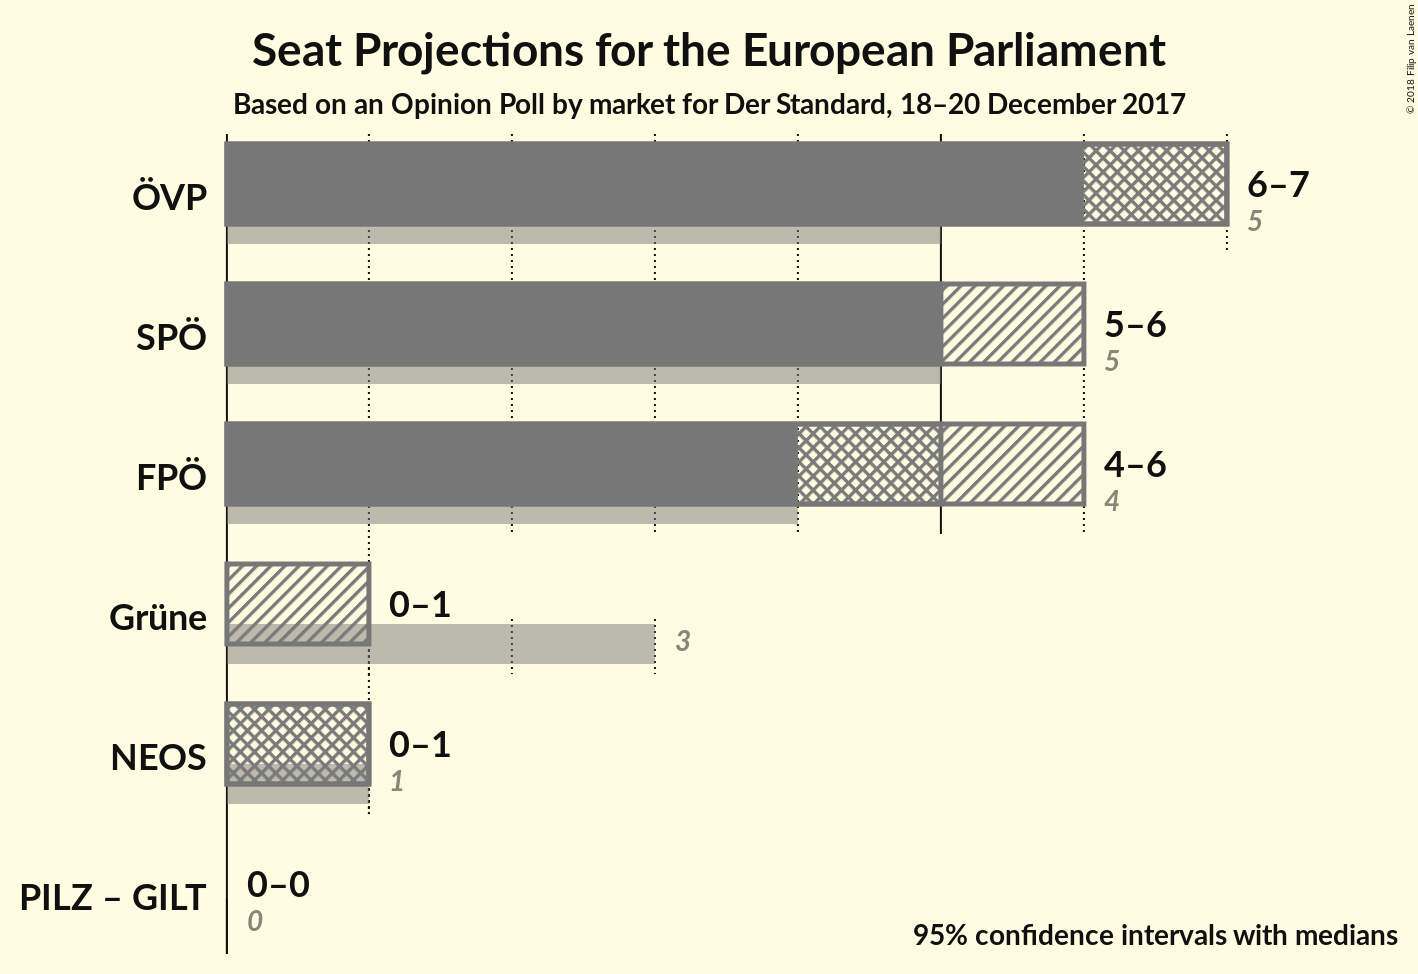 Seat Projections for the European Parliament
Based on an Opinion Poll by market for Der Standard, 18–20 December 2017
© 2018 Filip van Laenen
ÖVP
6–7
5
SPÖ
5–6
5
FPÖ
4–6
4
Grüne
0–1
3
NEOS
0–1
1
PILZ – GILT
0–0
0
95% confidence intervals with medians